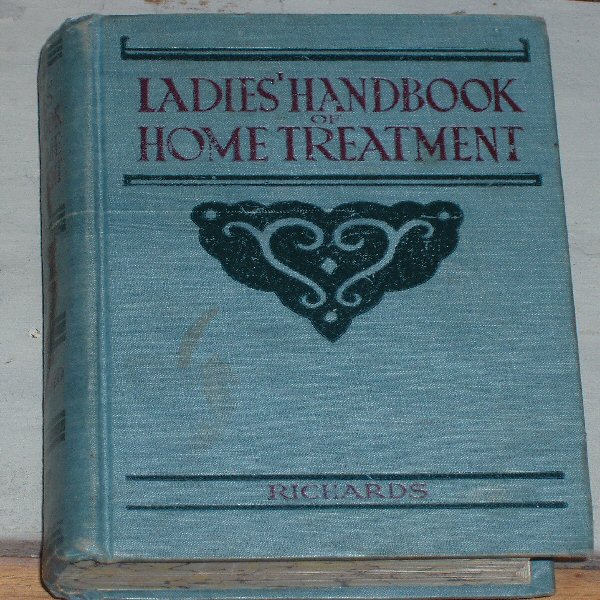 LADIES' HANDBOOK
OF
HOME TREATMENT
RICHARDS